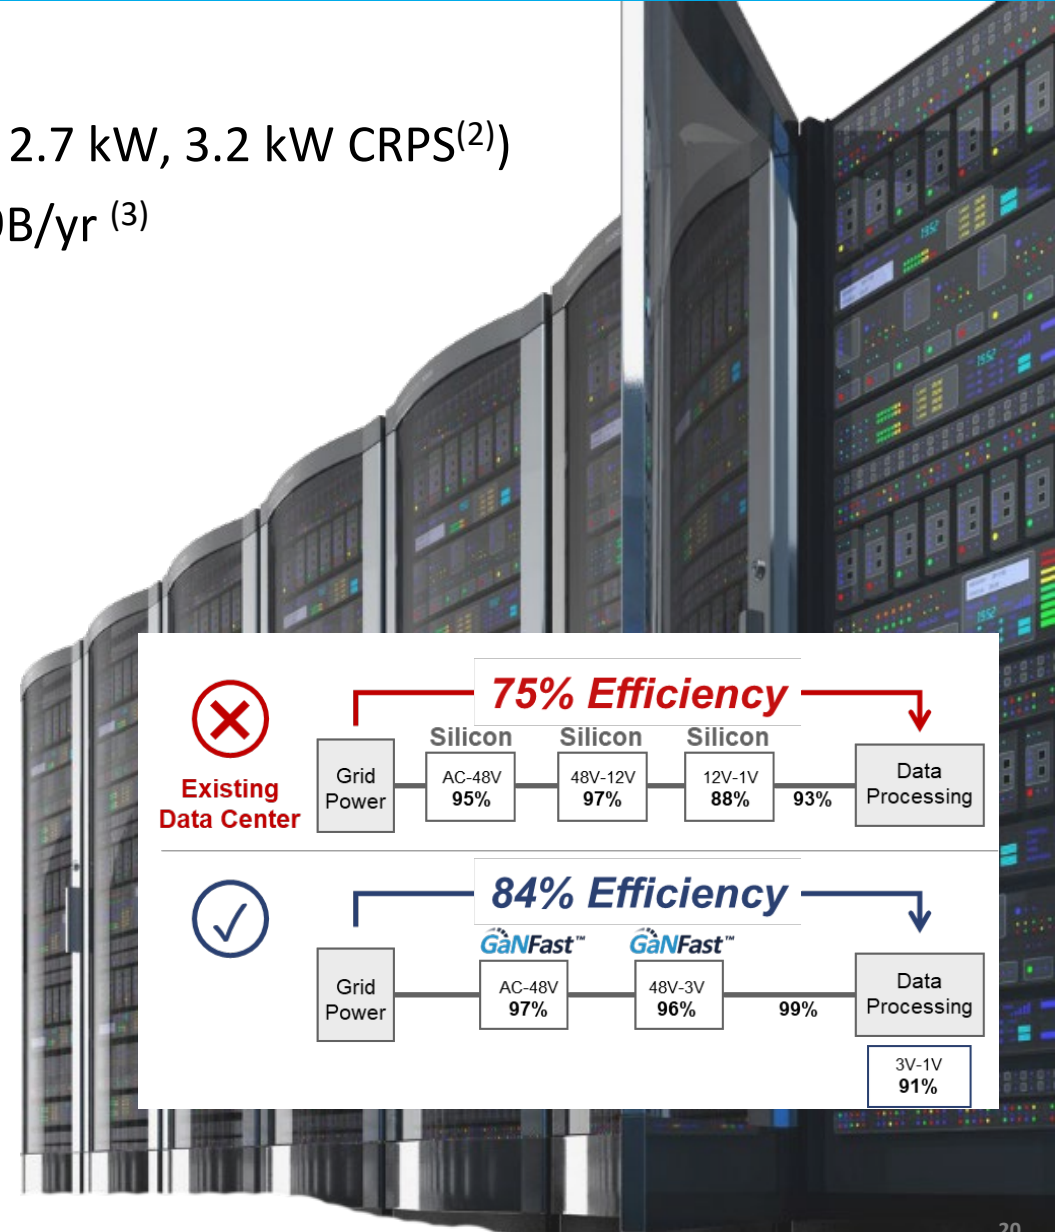 2.7 kW, 3.2 kW CRPS(2))
B/yr (3)
75% Efficiency
Silicon Silicon Silicon
Existing
Data Center
Grid
Power
AC-48V
95%
48V-12V
97%
12V-1V
88%
93%
Data
Processing
84% Efficiency
GaNFast™ GaNFast™
Grid
Power
AC-48V
97%
48V-3V
96%
99%
Data
Processing
3V-1V
91%
20